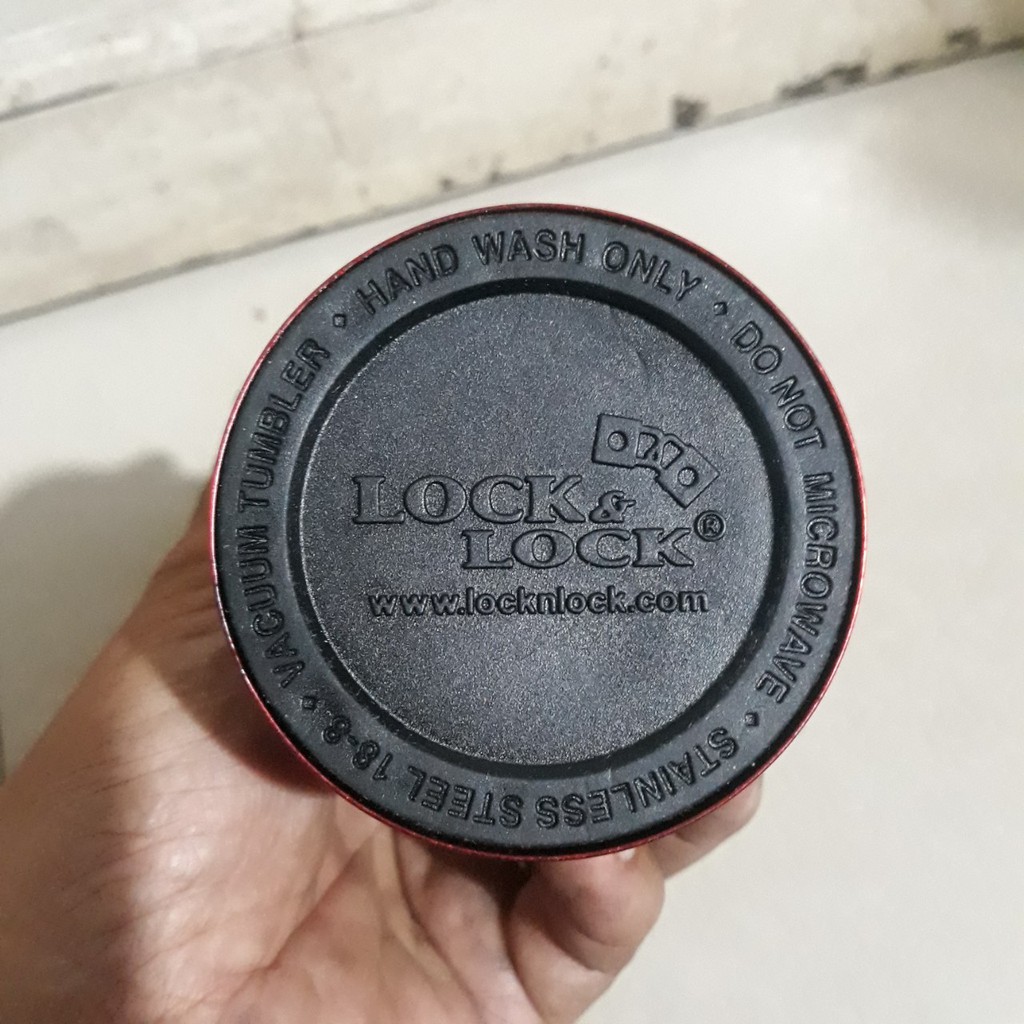 HAND WASH ONLY • DO NOT MICROWAVE • STAINLESS STEEL 18-8 • VACUUM TUMBLER •
LOCK &
LOCK®
www.locknlock.com